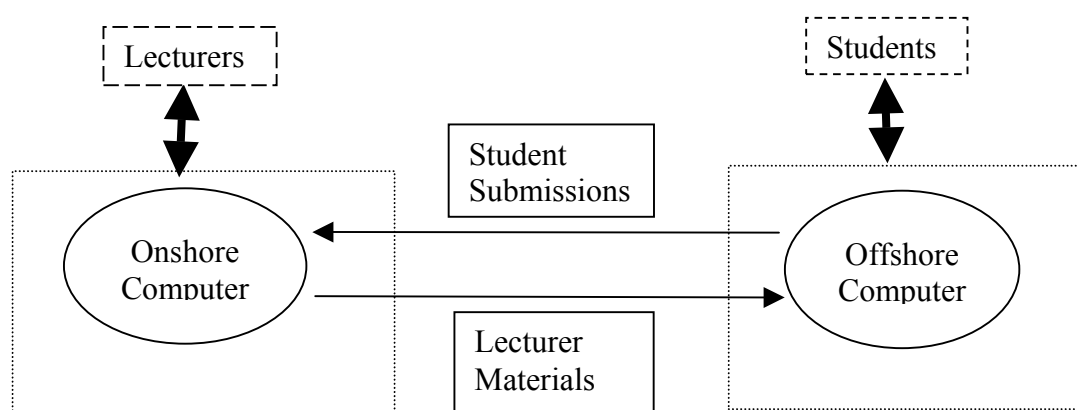 Lecturers
Students
Student
Submissions
Onshore
Computer
Offshore
Computer
Lecturer
Materials